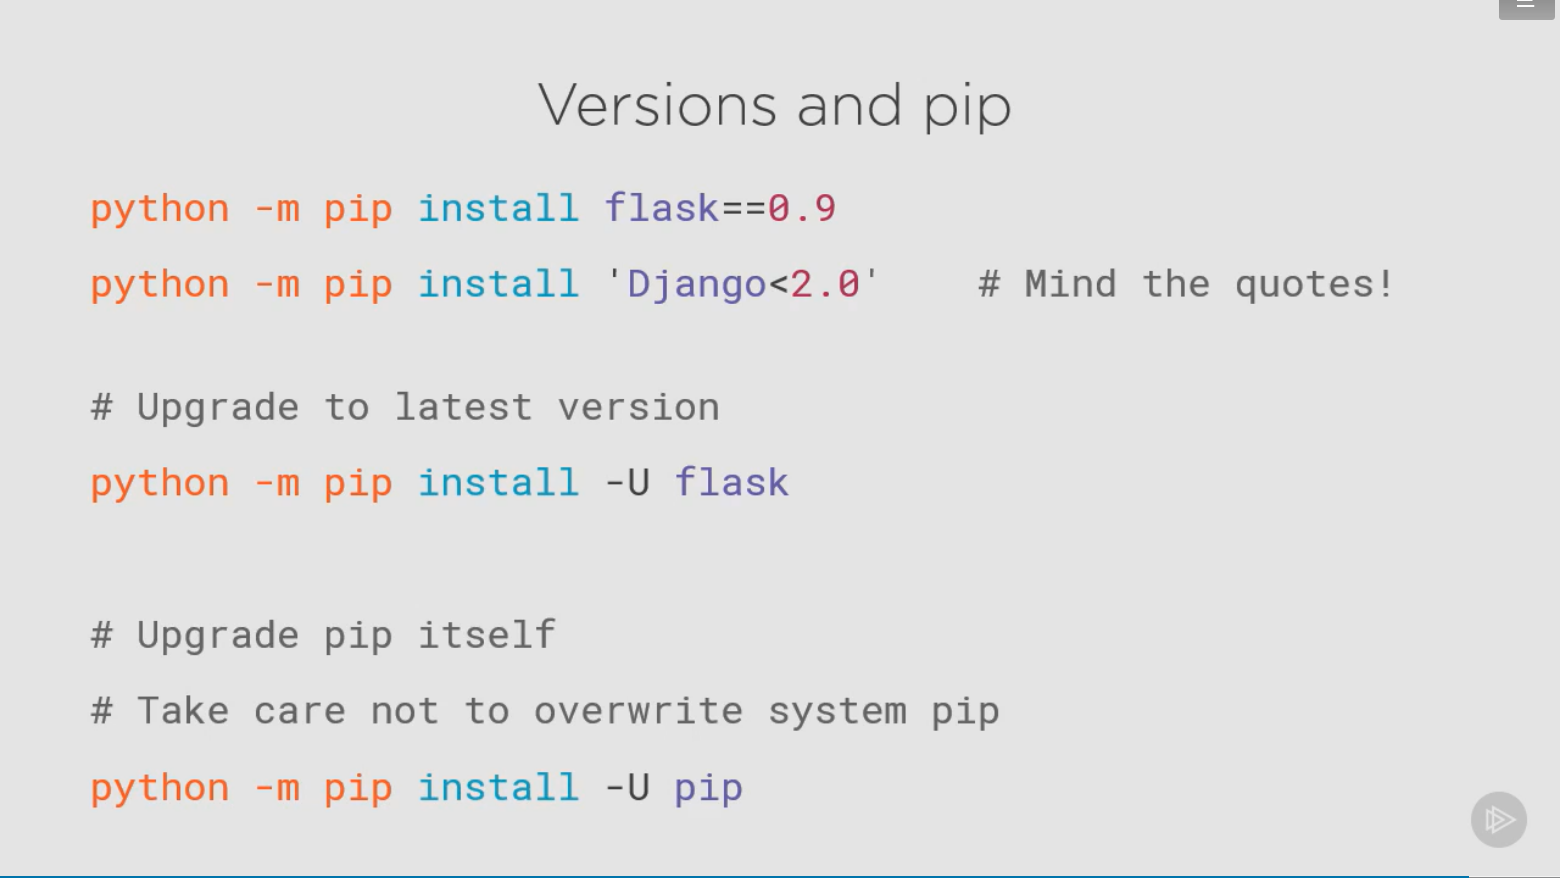 Versions and pip
python -m pip install flask==0.9
python -m pip install 'Django<2.0'    # Mind the quotes!
# Upgrade to latest version
python -m pip install -U flask
# Upgrade pip itself
# Take care not to overwrite system pip
python -m pip install -U pip